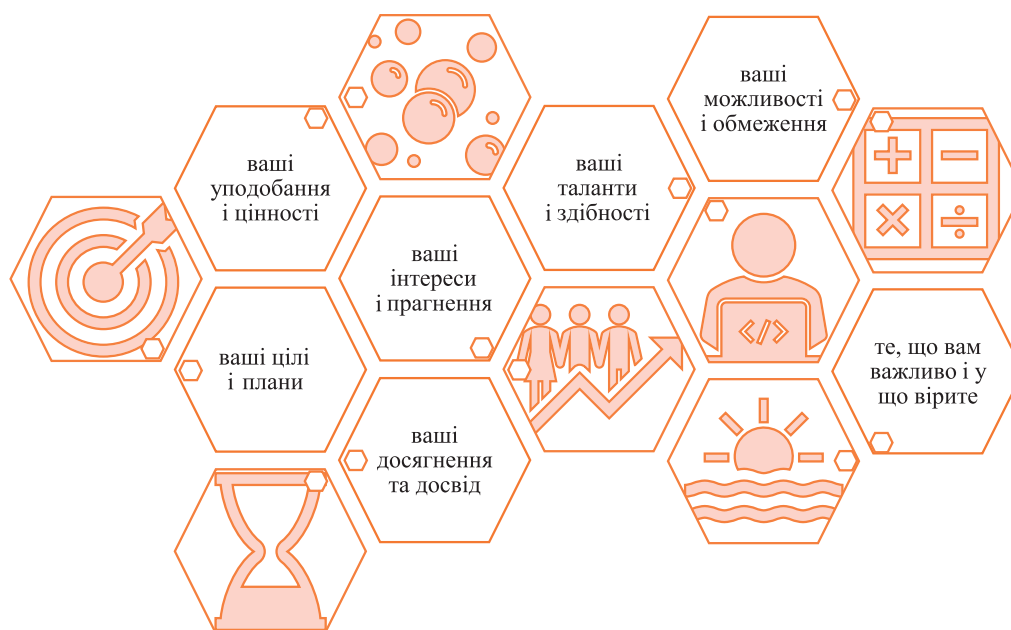 ваші
можливості
і обмеження
ваші
уподобання
і цінності
ваші
таланти
і здібності
ваші
інтереси
і прагнення
</>
ваші цілі
і плани
те, що вам
важливо і у
що вірите
ваші
досягнення
та досвід